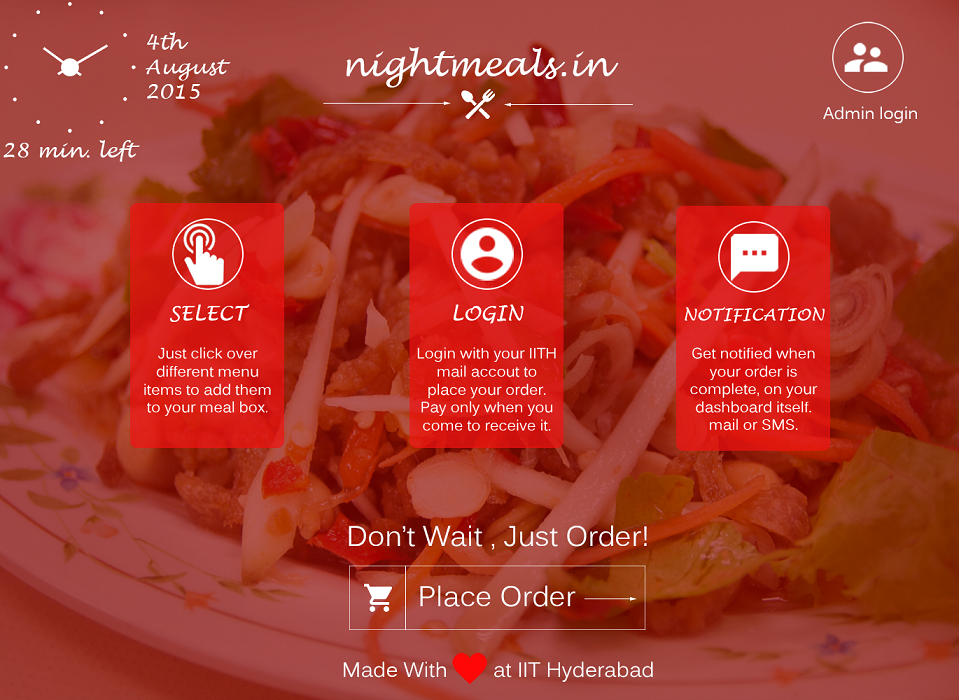 4th
August
2015
28 min. left
nightmeals.in
Admin login
SELECT
Just click over
different menu
items to add them
to your meal box.
LOGIN
Login with your IITH
mail accout to
place your order.
Pay only when you
come to receive it.
NOTIFICATION
Get notified when
your order is
complete, on your
dashboard itself.
mail or SMS.
Don't Wait , Just Order!
Place Order
Made With at IIT Hyderabad